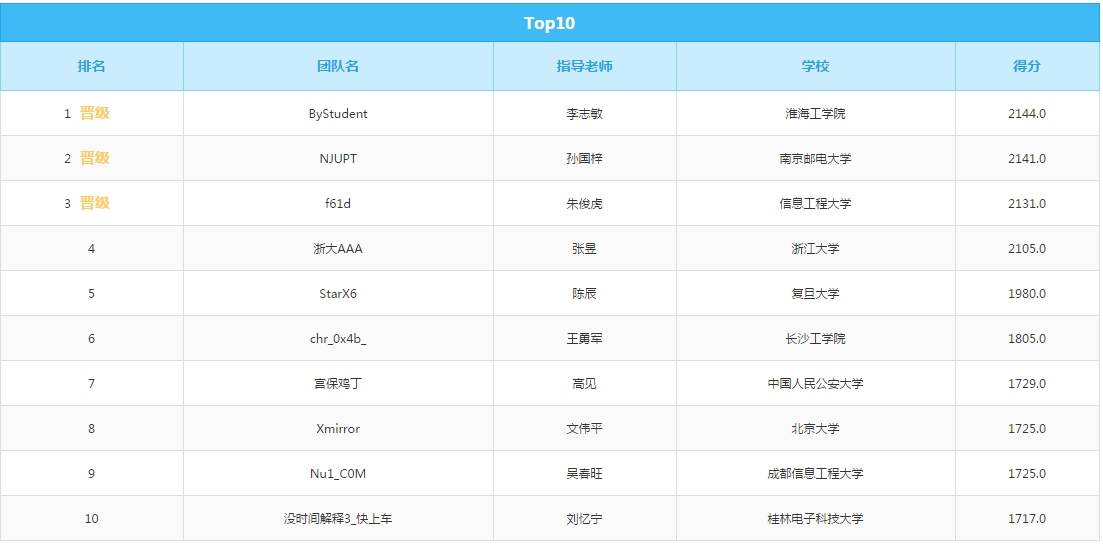 Top10
排名 团队名 指导老师 学校 得分
1 晋级 ByStudent 李志敏 淮海工学院 2144.0
2 晋级 NJUPT 孙国梓 南京邮电大学 2141.0
3 晋级 f61d 朱俊虎 信息工程大学 2131.0
4 浙大AAA 张昱 浙江大学 2105.0
5 StarX6 陈辰 复旦大学 1980.0
6 chr_0x4b_ 王勇军 长沙工学院 1805.0
7 宫保鸡丁 高见 中国人民公安大学 1729.0
8 Xmirror 文伟平 北京大学 1725.0
9 Nu1_C0M 吴春旺 成都信息工程大学 1725.0
10 没时间解释3_快上车 刘忆宁 桂林电子科技大学 1717.0